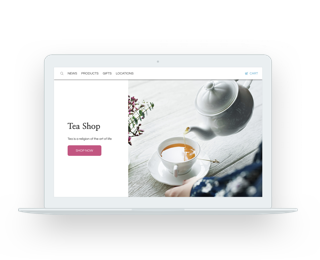 NEWS PRODUCTS GIFTS LOCATIONS CART
Tea Shop
Tea is a religion of the art of life.
SHOP NOW